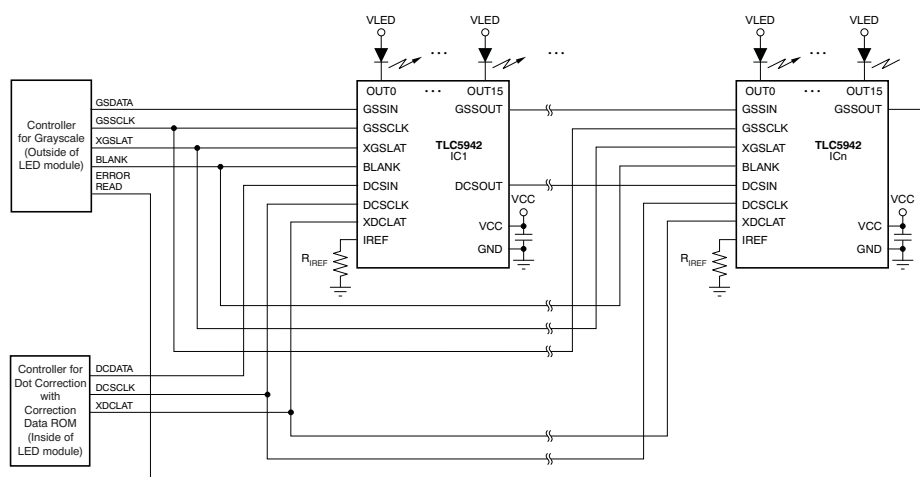 VLED
VLED
...
...
OUT0
...
OUT15
VLED
VLED
...
OUT0
...
OUT15
Controller
for Grayscale
(Outside of
LED module)
GSDATA
GSSCLK
XGSLAT
BLANK
ERROR
READ
GSSIN
GSSCLK
XGSLAT
BLANK
DCSIN
DCSCLK
XDCLAT
IREF
TLC5942
IC1
GSSOUT
DCSOUT
VCC
VCC
GND
RIREF
GSSIN
GSSCLK
XGSLAT
BLANK
DCSIN
DCSCLK
XDCLAT
IREF
TLC5942
ICn
GSSOUT
VCC
VCC
GND
RIREF
Controller for
Dot Correction
with
Correction
Data ROM
(Inside of
LED module)
DCDATA
DCSCLK
XDCLAT